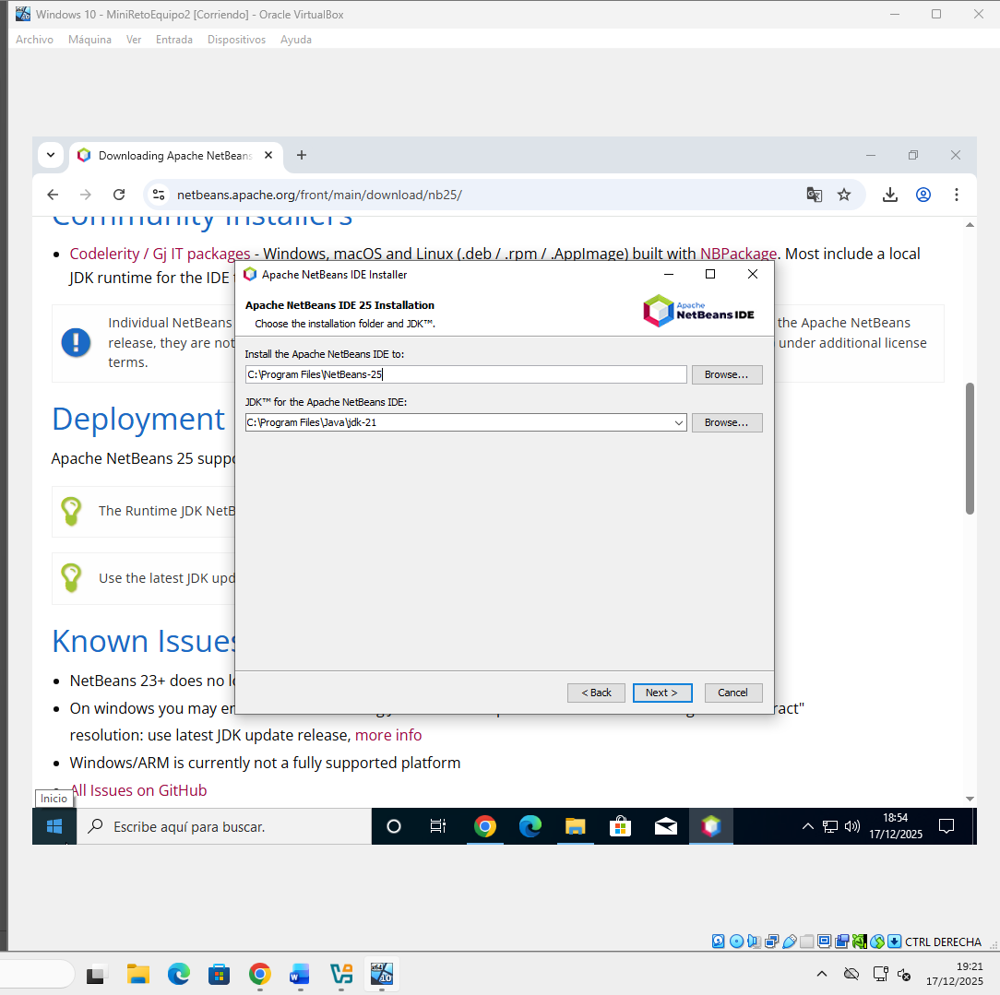 Windows 10 - MiniRetoEquipo2 [Corriendo] - Oracle VirtualBox
Archivo Máquina Ver Entrada Dispositivos Ayuda
Downloading Apache NetBeans
netbeans.apache.org/front/main/download/nb25/
Community Installers
Codelerity / Gj IT packages - Windows, macOS and Linux (.deb / .rpm / .AppImage) built with NBPackage. Most include a local
JDK runtime for the IDE
Apache NetBeans IDE Installer
Apache NetBeans IDE 25 Installation
Choose the installation folder and JDK™.
Apache
NetBeans IDE
Individual NetBeans
the Apache NetBeans
release, they are not
under additional license
terms.
Install the Apache NetBeans IDE to:
C:\Program Files\NetBeans-25
Browse...
JDK™ for the Apache NetBeans IDE:
C:\Program Files\Java\jdk-21
Browse...
Deployment
Apache NetBeans 25 suppo
The Runtime JDK NetB
Use the latest JDK upd
Known Issues
NetBeans 23+ does no lo
< Back Next > Cancel
On windows you may en
ract"
resolution: use latest JDK update release, more info
Windows/ARM is currently not a fully supported platform
All Issues on GitHub
Inicio
Escribe aquí para buscar.
18:54
17/12/2025
CTRL DERECHA
19:21
17/12/2025